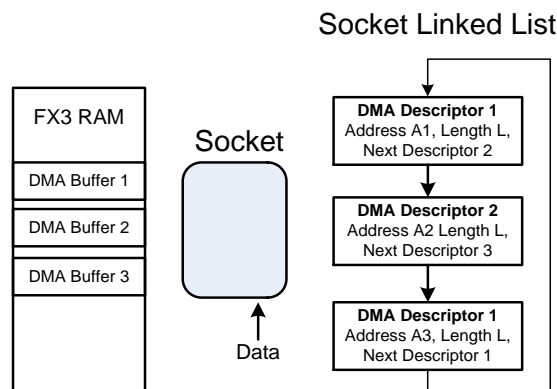 Socket Linked List
FX3 RAM
DMA Buffer 1
DMA Buffer 2
DMA Buffer 3
Socket
Data
DMA Descriptor 1
Address A1, Length L,
Next Descriptor 2
DMA Descriptor 2
Address A2 Length L,
Next Descriptor 3
DMA Descriptor 1
Address A3, Length L,
Next Descriptor 1